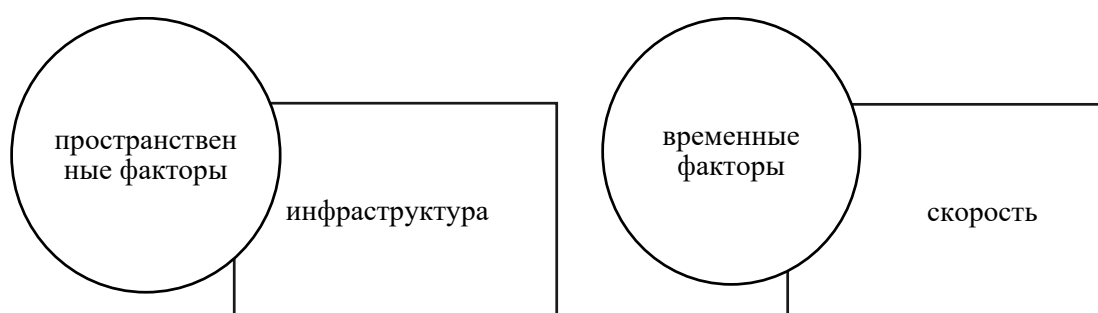 пространствен
ные факторы
инфраструктура
временные
факторы
скорость